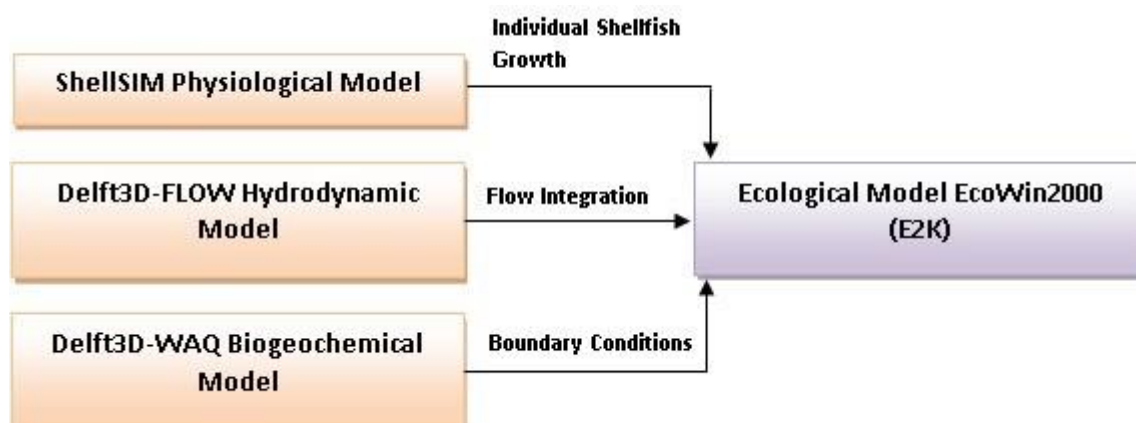 Individual Shellfish
Growth
ShellSIM Physiological Model
Delft3D-FLOW Hydrodynamic
Model
Flow Integration
Ecological Model EcoWin2000
(E2K)
Delft3D-WAQ Biogeochemical
Model
Boundary Conditions